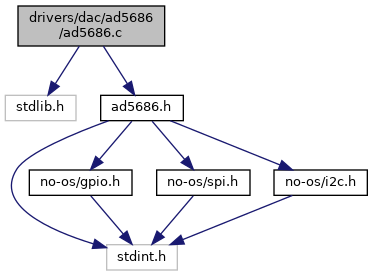 drivers/dac/ad5686
/ad5686.c
stdlib.h
ad5686.h
no-os/gpio.h
no-os/spi.h
no-os/i2c.h
stdint.h